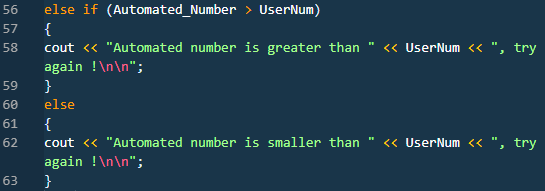 56 else if (Automated_Number > UserNum)
57 {
58 cout << "Automated number is greater than " << UserNum << ", try
again !\n\n";
59 }
60 else
61 {
62 cout << "Automated number is smaller than " << UserNum << ", try
again !\n\n";
63 }